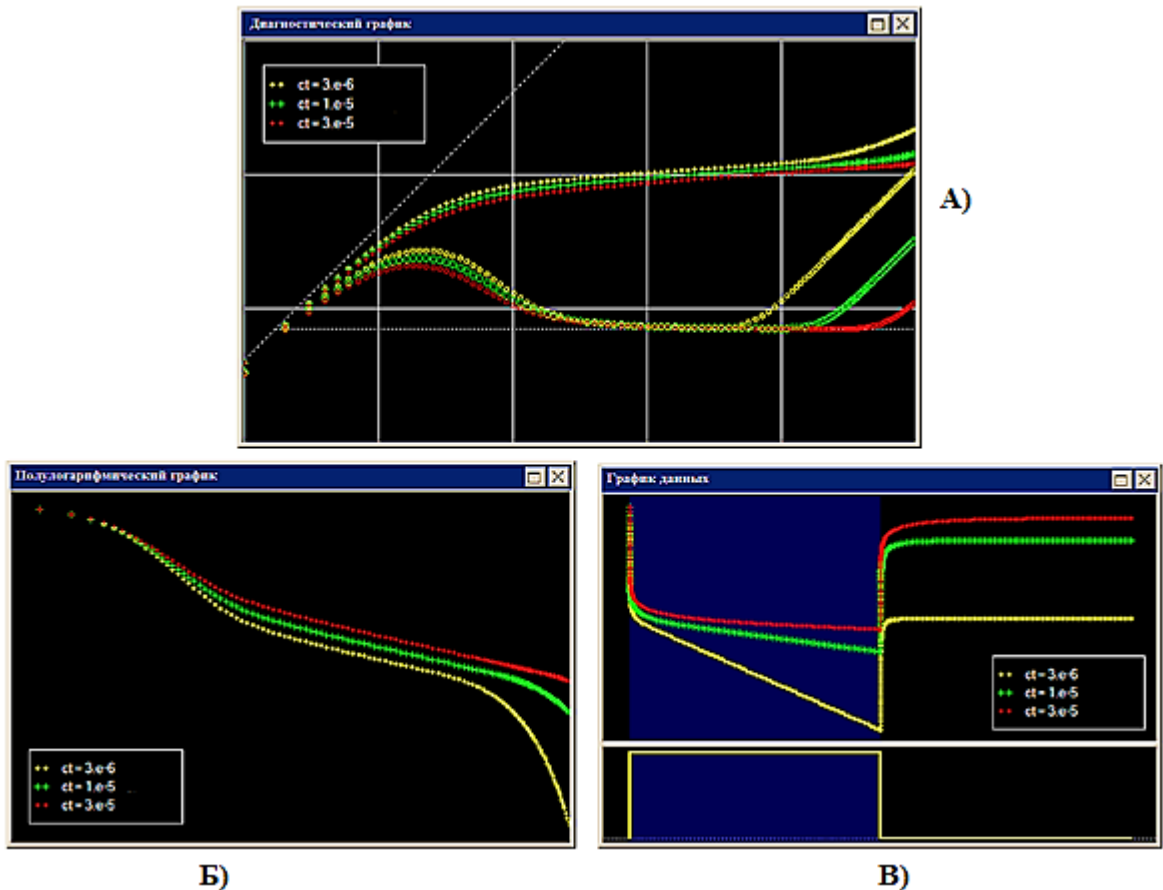 Диагностический график
ct = 3.e-6
ct = 1.e-5
ct = 3.e-5
А)
Полулогарифмический график
ct = 3.e-6
ct = 1.e-5
ct = 3.e-5
Б)
График данных
ct = 3.e-6
ct = 1.e-5
ct = 3.e-5
В)